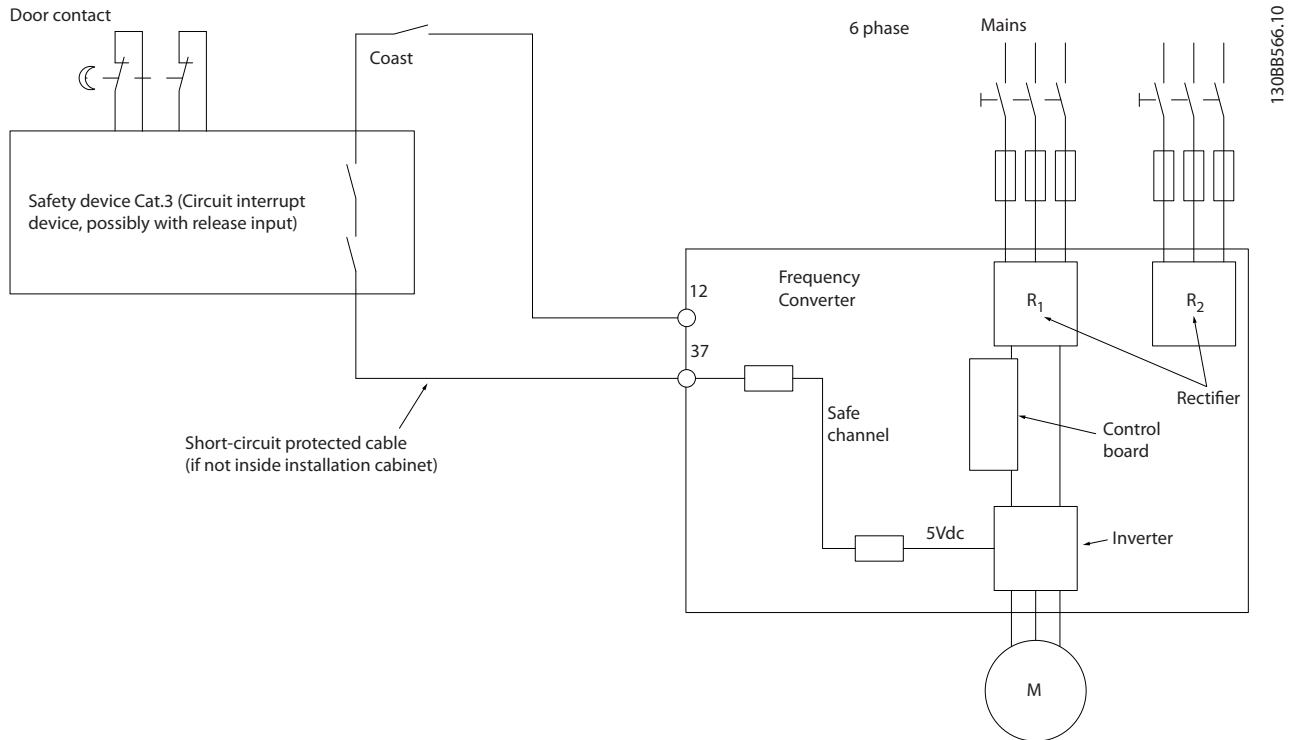 Door contact
Coast
6 phase
Mains
130BB566.10
Safety device Cat.3 (Circuit interrupt
device, possibly with release input)
12
Frequency
Converter
R1
R2
37
Rectifier
Safe
channel
Control
board
Short-circuit protected cable
(if not inside installation cabinet)
5Vdc
Inverter
M